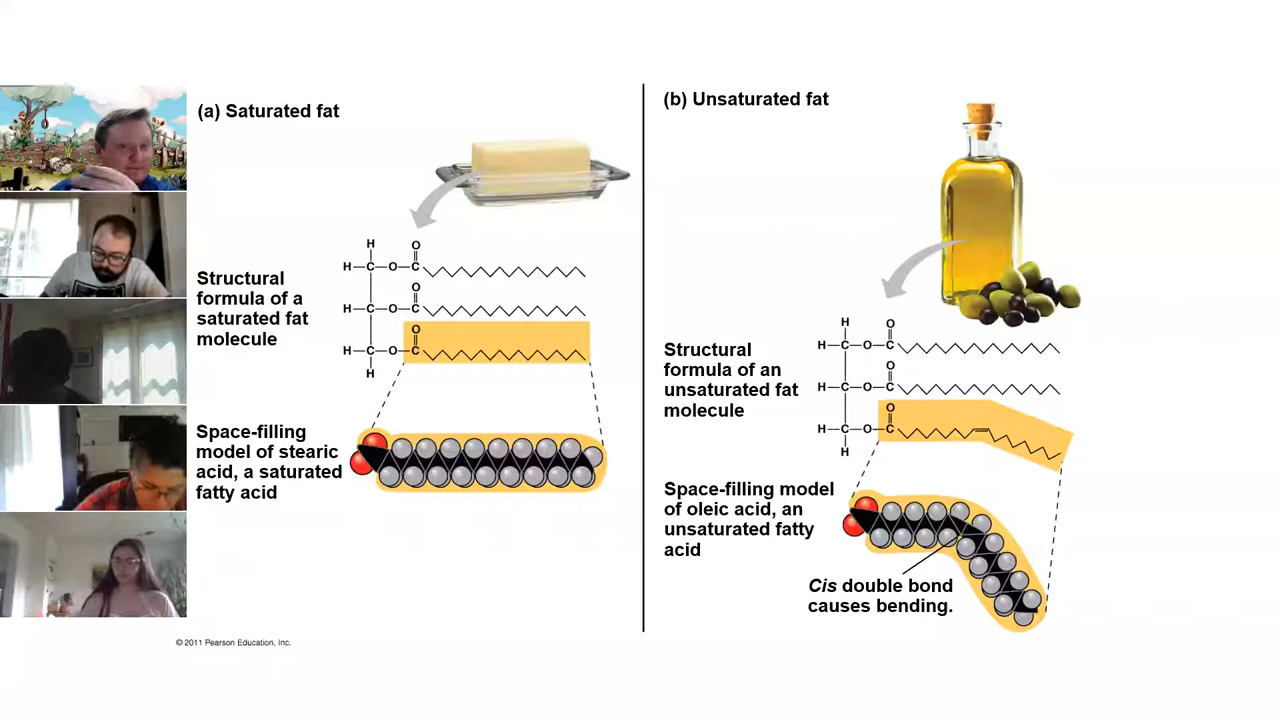 (a) Saturated fat
H
O
H C O C
O
H C O C
O
H C O C
H
Structural
formula of a
saturated fat
molecule
Space-filling
model of stearic
acid, a saturated
fatty acid
(b) Unsaturated fat
H
O
H C O C
O
H C O C
O
H C O C
H
Structural
formula of an
unsaturated fat
molecule
Space-filling model
of oleic acid, an
unsaturated fatty
acid
Cis double bond
causes bending.
© 2011 Pearson Education, Inc.